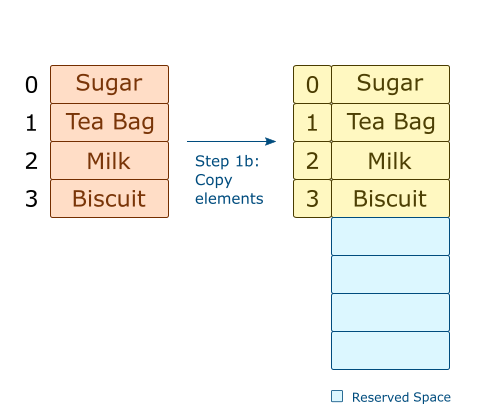 0 Sugar
1 Tea Bag
2 Milk
3 Biscuit
Step 1b:
Copy
elements
0 Sugar
1 Tea Bag
2 Milk
3 Biscuit
Reserved Space